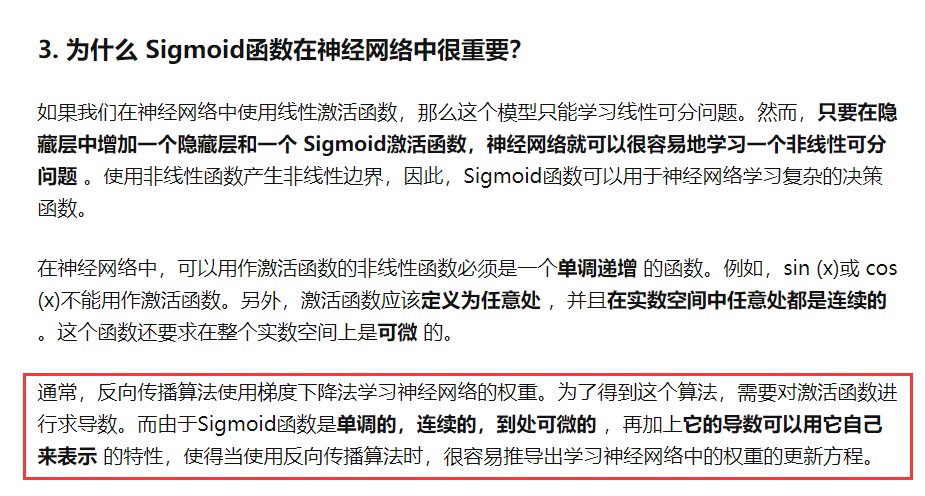 3. 为什么 Sigmoid函数在神经网络中很重要？
如果我们在神经网络中使用线性激活函数，那么这个模型只能学习线性可分问题。然而，只要在隐
藏层中增加一个隐藏层和一个 Sigmoid激活函数，神经网络就可以很容易地学习一个非线性可分
问题 。使用非线性函数产生非线性边界，因此，Sigmoid函数可以用于神经网络学习复杂的决策
函数。
在神经网络中，可以用作激活函数的非线性函数必须是一个单调递增 的函数。例如，sin (x)或 cos
(x)不能用作激活函数。另外，激活函数应该定义为任意处 ，并且在实数空间中任意处都是连续的
。这个函数还要求在整个实数空间上是可微 的。
通常，反向传播算法使用梯度下降法学习神经网络的权重。为了得到这个算法，需要对激活函数进
行求导数。而由于Sigmoid函数是单调的，连续的，到处可微的 ，再加上它的导数可以用它自己
来表示 的特性，使得当使用反向传播算法时，很容易推导出学习神经网络中的权重的更新方程。